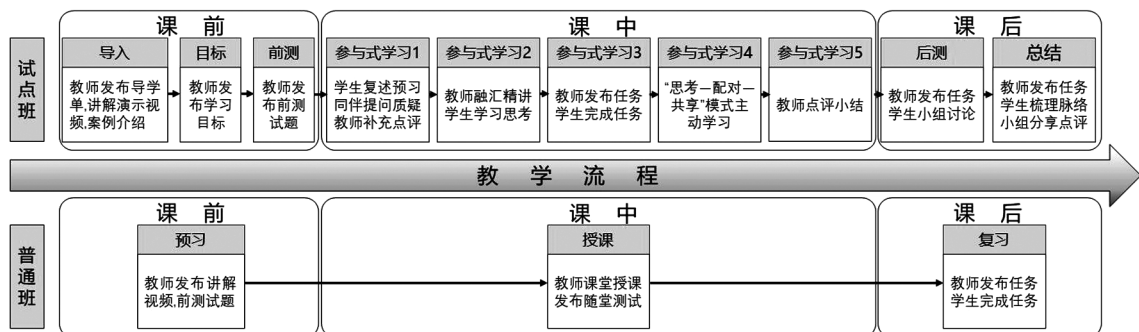 试点班
课 前
导入
教师发布导学
单,讲解演示视
频,案例介绍
目标
教师发
布学习
目标
前测
教师发
布前测
试题
课 中
参与式学习1
学生复述预习
同伴提问质疑
教师补充点评
参与式学习2
教师融汇精讲
学生学习思考
参与式学习3
教师发布任务
学生完成任务
参与式学习4
“思考—配对—
共享”模式主
动学习
参与式学习5
教师点评小结
课 后
后测
教师发布任务
学生小组讨论
总结
教师发布任务
学生梳理脉络
小组分享点评
教 学 流 程
普通班
课 前
预习
教师发布讲解
视频,前测试题
课 中
授课
教师课堂授课
发布随堂测试
课 后
复习
教师发布任务
学生完成任务